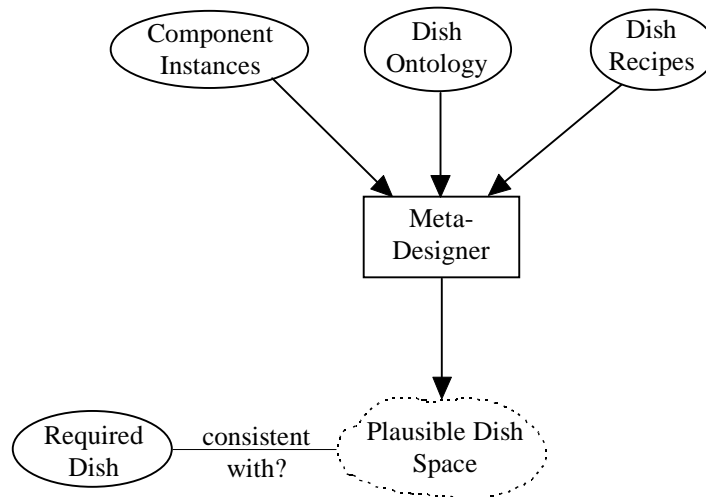 Component
Instances
Dish
Ontology
Dish
Recipes
Meta-
Designer
Required
Dish
consistent
with?
Plausible Dish
Space